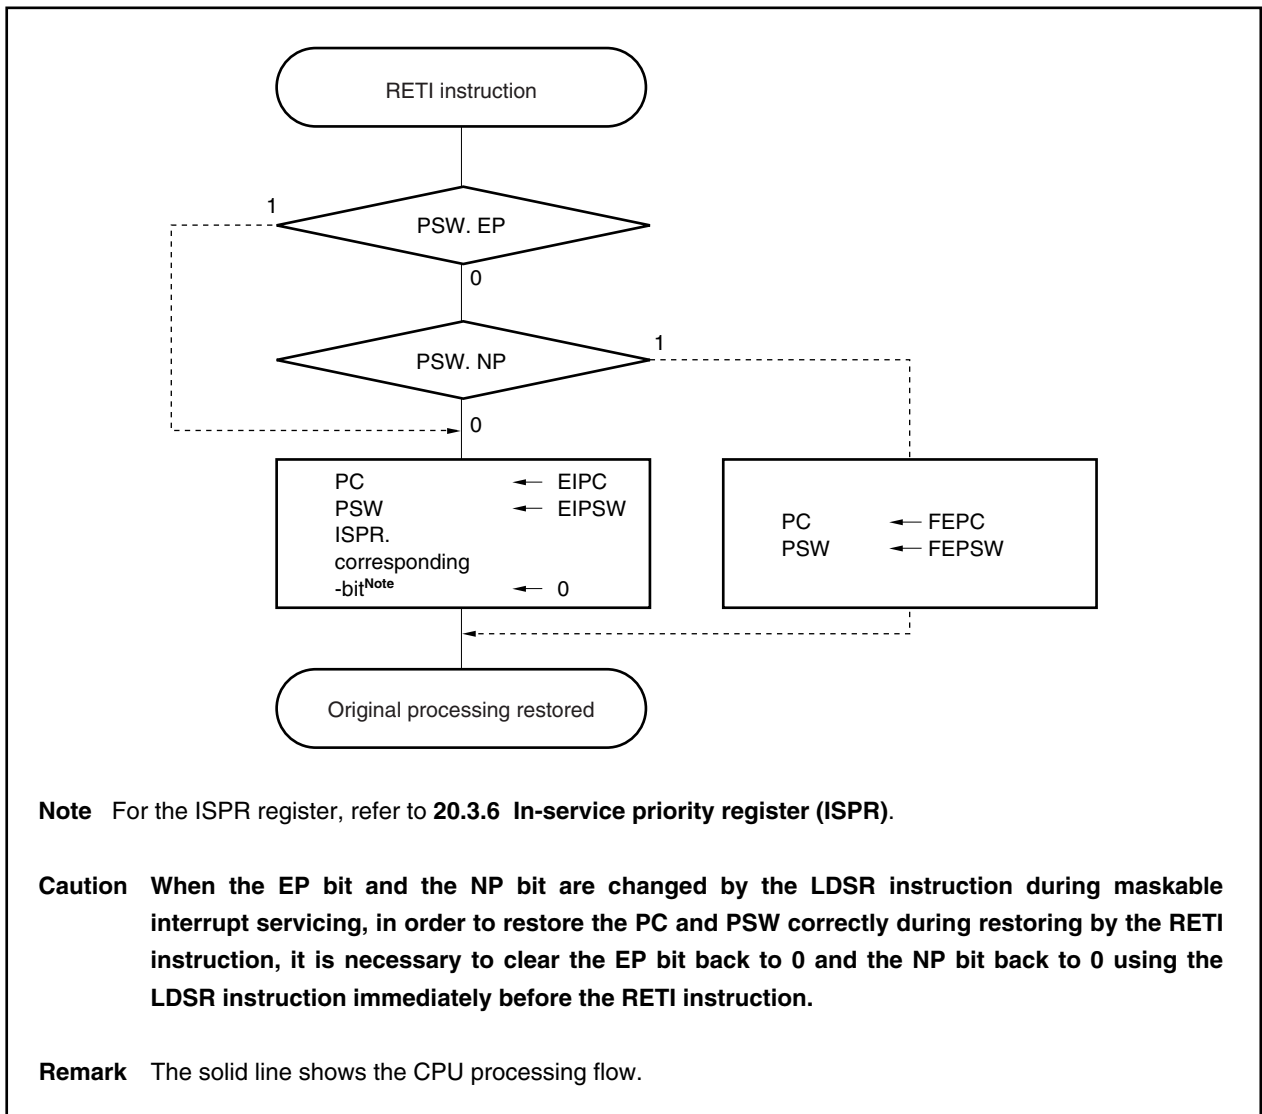 RETI instruction
1
PSW. EP
0
1
PSW. NP
0
PC ← EIPC
PSW ← EIPSW
ISPR.
corresponding
-bitNote ← 0
PC ← FEPC
PSW ← FEPSW
Original processing restored
Note For the ISPR register, refer to 20.3.6 In-service priority register (ISPR).
Caution When the EP bit and the NP bit are changed by the LDSR instruction during maskable
interrupt servicing, in order to restore the PC and PSW correctly during restoring by the RETI
instruction, it is necessary to clear the EP bit back to 0 and the NP bit back to 0 using the
LDSR instruction immediately before the RETI instruction.
Remark The solid line shows the CPU processing flow.